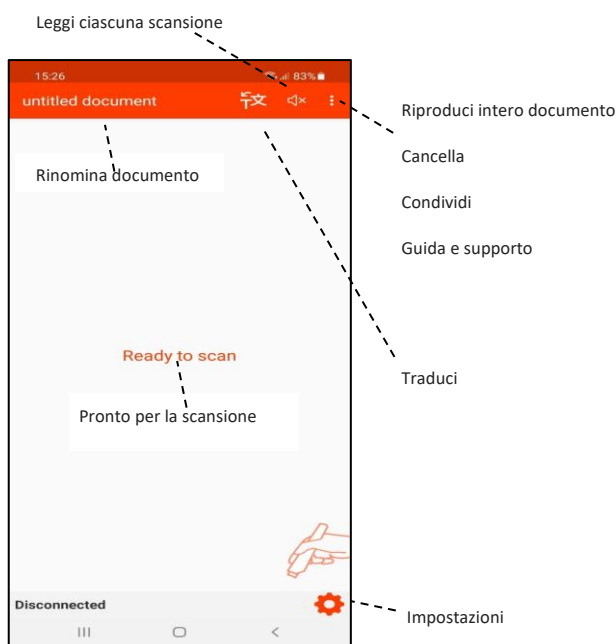 Leggi ciascuna scansione
15:26
83%
untitled document
Riproduci intero documento
Rinomina documento
Cancella
Condividi
Guida e supporto
Ready to scan
Traduci
Pronto per la scansione
Disconnected
Impostazioni